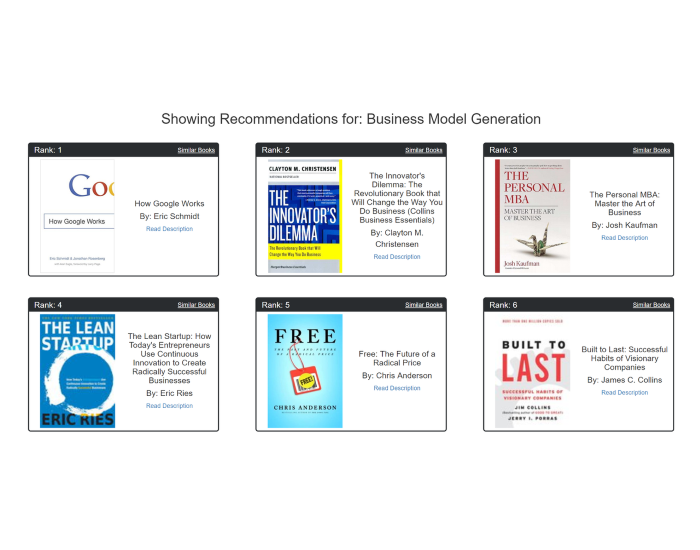 Showing Recommendations for: Business Model Generation
Rank: 1
Similar Books
Goo
How Google Works
Eric Schmidt & Jonathan Rosenberg
How Google Works
By: Eric Schmidt
Read Description
Rank: 2
Similar Books
CLAYTON M. CHRISTENSEN
THE
INNOVATOR'S
DILEMMA
The Revolutionary Book that Will
Change the Way You Do Business
The Innovator's
Dilemma: The
Revolutionary Book that
Will Change the Way You
Do Business (Collins
Business Essentials)
By: Clayton M.
Christensen
Read Description
Rank: 3
Similar Books
THE
PERSONAL
MBA
MASTER THE ART
OF BUSINESS
Josh Kaufman
The Personal MBA:
Master the Art of
Business
By: Josh Kaufman
Read Description
Rank: 4
Similar Books
THE LEAN
STARTUP
ERIC RIES
The Lean Startup: How
Today's Entrepreneurs
Use Continuous
Innovation to Create
Radically Successful
Businesses
By: Eric Ries
Read Description
Rank: 5
Similar Books
FREE
THE PAST AND FUTURE
OF A RADICAL PRICE
FREE!
CHRIS ANDERSON
Free: The Future of a
Radical Price
By: Chris Anderson
Read Description
Rank: 6
Similar Books
MORE THAN ONE MILLION COPIES SOLD
BUILT TO
LAST
SUCCESSFUL HABITS OF
VISIONARY COMPANIES
JIM COLLINS
JERRY I. PORRAS
Built to Last: Successful
Habits of Visionary
Companies
By: James C. Collins
Read Description